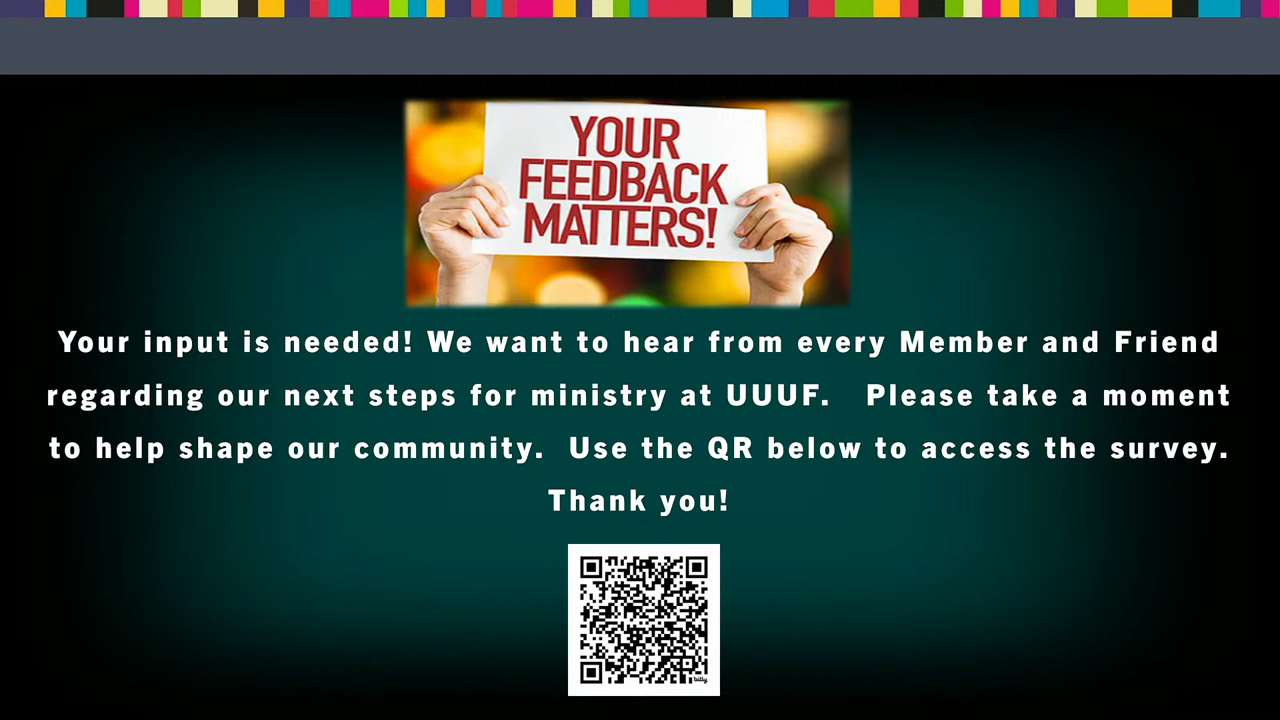 YOUR
FEEDBACK
MATTERS!
Your input is needed! We want to hear from every Member and Friend
regarding our next steps for ministry at UUUF. Please take a moment
to help shape our community. Use the QR below to access the survey.
Thank you!
bitly